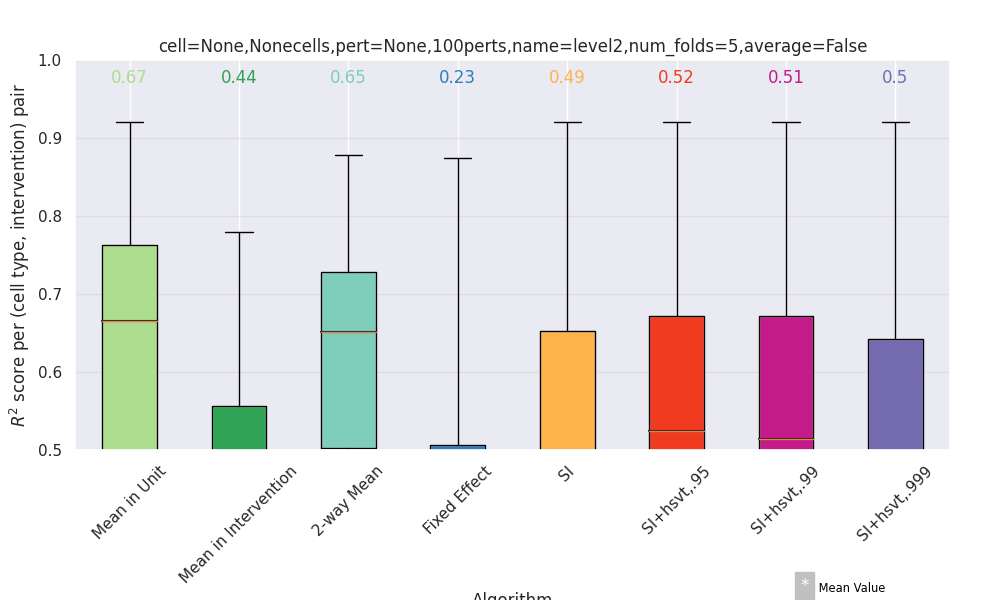 cell=None,Nonecells,pert=None,100perts,name=level2,num_folds=5,average=False
1.0
0.9
0.8
0.7
0.6
0.5
R² score per (cell type, intervention) pair
0.67 0.44 0.65 0.23 0.49 0.52 0.51 0.5
Mean in Unit
Mean in Intervention
2-way Mean
Fixed Effect
SI
SI+hsvt,.95
SI+hsvt,.99
SI+hsvt,.999
Algorithm
* Mean Value